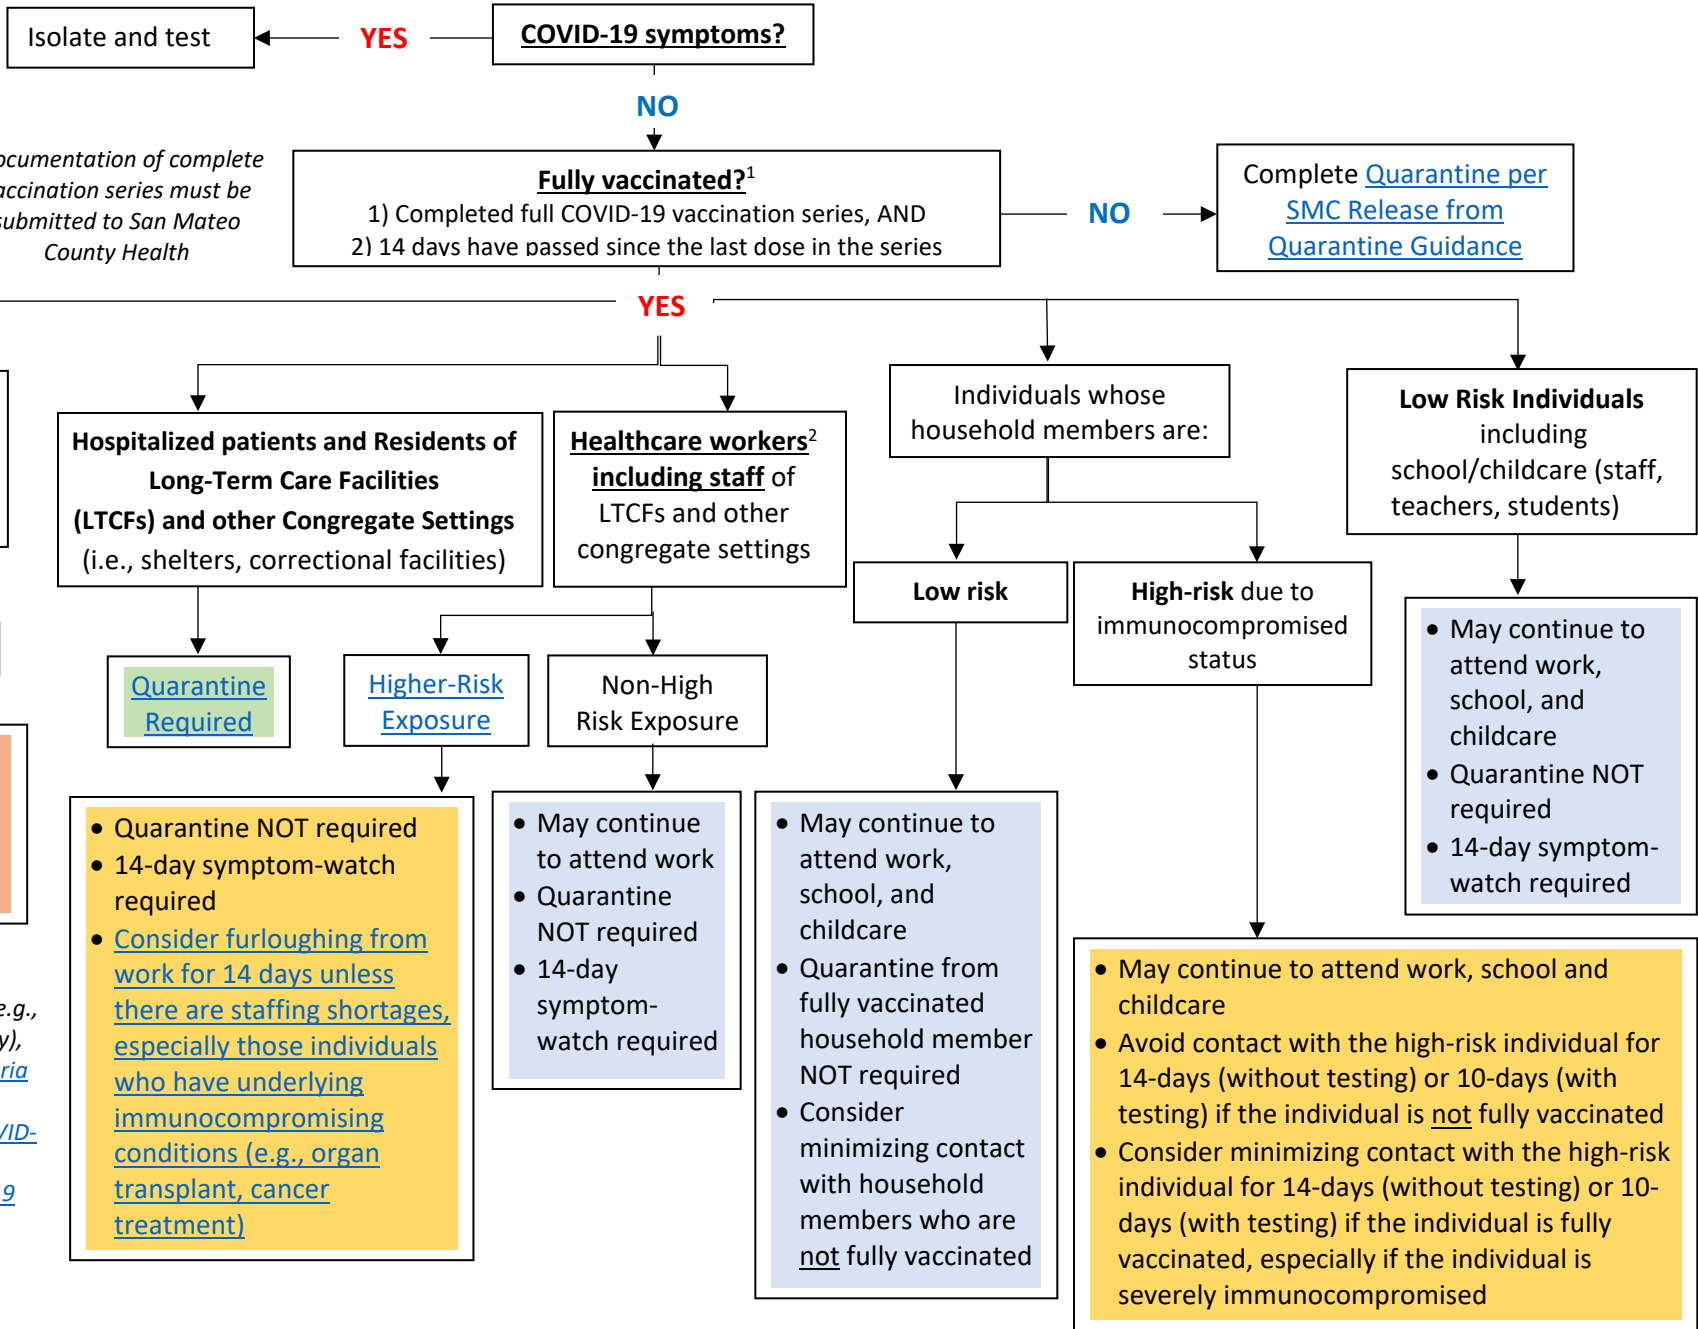 Isolate and test
YES
COVID-19 symptoms?
NO
ocumentation of complete
accination series must be
submitted to San Mateo
County Health
Fully vaccinated?1
1) Completed full COVID-19 vaccination series, AND
2) 14 days have passed since the last dose in the series
NO
Complete Quarantine per
SMC Release from
Quarantine Guidance
YES
Hospitalized patients and Residents of
Long-Term Care Facilities
(LTCFs) and other Congregate Settings
(i.e., shelters, correctional facilities)
Healthcare workers2
including staff of
LTCFs and other
congregate settings
Individuals whose
household members are:
Low Risk Individuals
including
school/childcare (staff,
teachers, students)
Low risk
High-risk due to
immunocompromised
status
Quarantine
Required
Higher-Risk
Exposure
Non-High
Risk Exposure
• May continue to
attend work,
school, and
childcare
• Quarantine NOT
required
• 14-day symptom-
watch required
• Quarantine NOT required
• 14-day symptom-watch
required
• Consider furloughing from
work for 14 days unless
there are staffing shortages,
especially those individuals
who have underlying
immunocompromising
conditions (e.g., organ
transplant, cancer
treatment)
• May continue
to attend work
• Quarantine
NOT required
• 14-day
symptom-
watch required
• May continue to
attend work,
school, and
childcare
• Quarantine from
fully vaccinated
household member
NOT required
• Consider
minimizing contact
with household
members who are
not fully vaccinated
• May continue to attend work, school and
childcare
• Avoid contact with the high-risk individual for
14-days (without testing) or 10-days (with
testing) if the individual is not fully vaccinated
• Consider minimizing contact with the high-risk
individual for 14-days (without testing) or 10-
days (with testing) if the individual is fully
vaccinated, especially if the individual is
severely immunocompromised
e.g.,
y),
ria
VID-
19